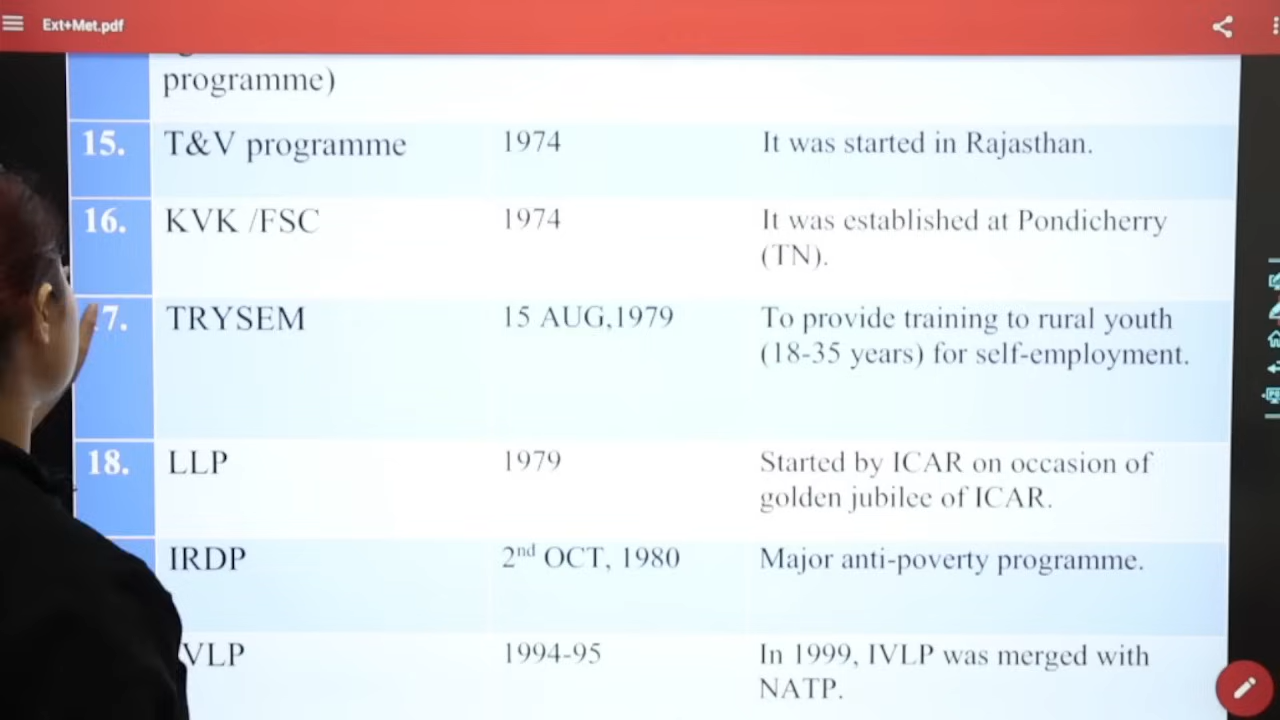 Ext+Met.pdf
programme)
15. T&V programme 1974 It was started in Rajasthan.
16. KVK /FSC 1974 It was established at Pondicherry
(TN).
7. TRYSEM 15 AUG,1979 To provide training to rural youth
(18-35 years) for self-employment.
18. LLP 1979 Started by ICAR on occasion of
golden jubilee of ICAR.
IRDP 2nd OCT, 1980 Major anti-poverty programme.
VLP 1994-95 In 1999, IVLP was merged with
NATP.